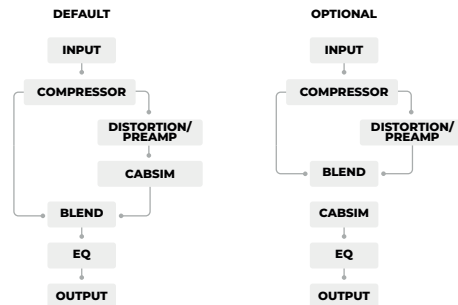 DEFAULT
INPUT
COMPRESSOR
DISTORTION/
PREAMP
CABSIM
BLEND
EQ
OUTPUT
OPTIONAL
INPUT
COMPRESSOR
DISTORTION/
PREAMP
BLEND
CABSIM
EQ
OUTPUT